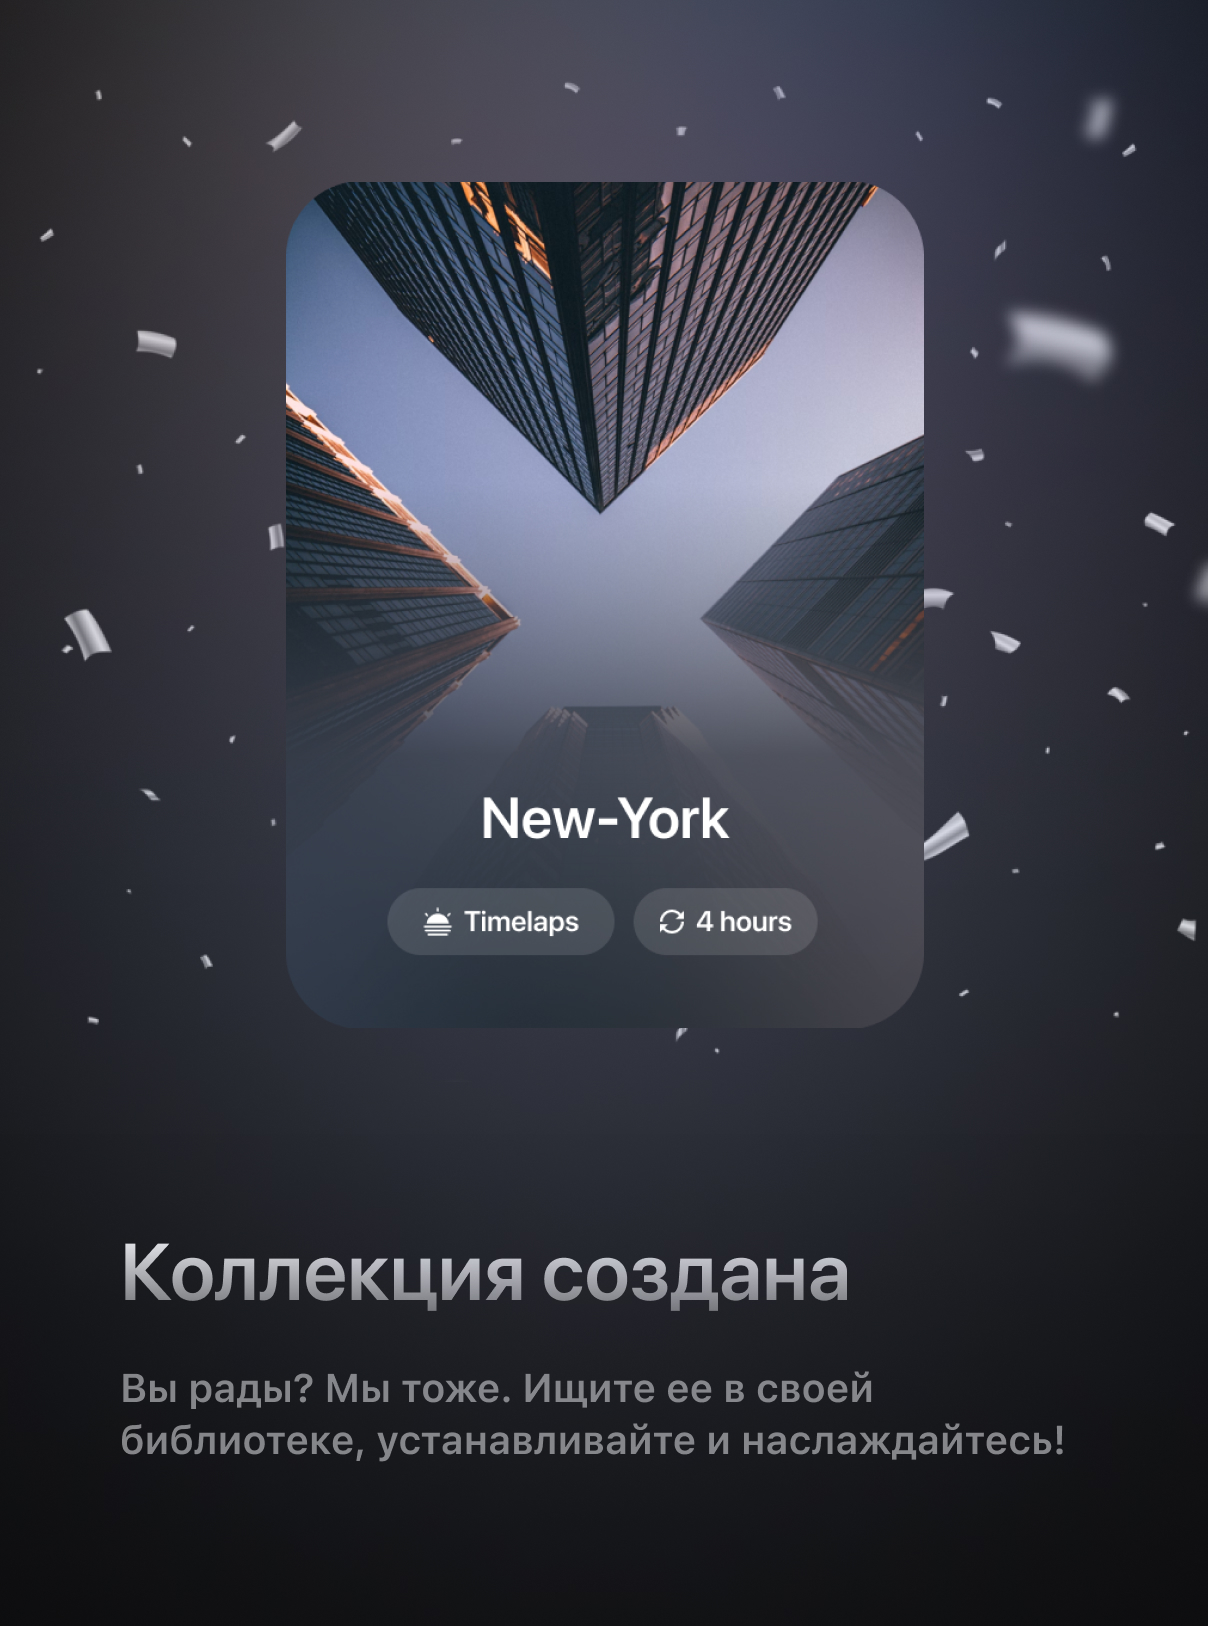 New-York
Timelaps
4 hours
Коллекция создана
Вы рады? Мы тоже. Ищите ее в своей
библиотеке, устанавливайте и наслаждайтесь!